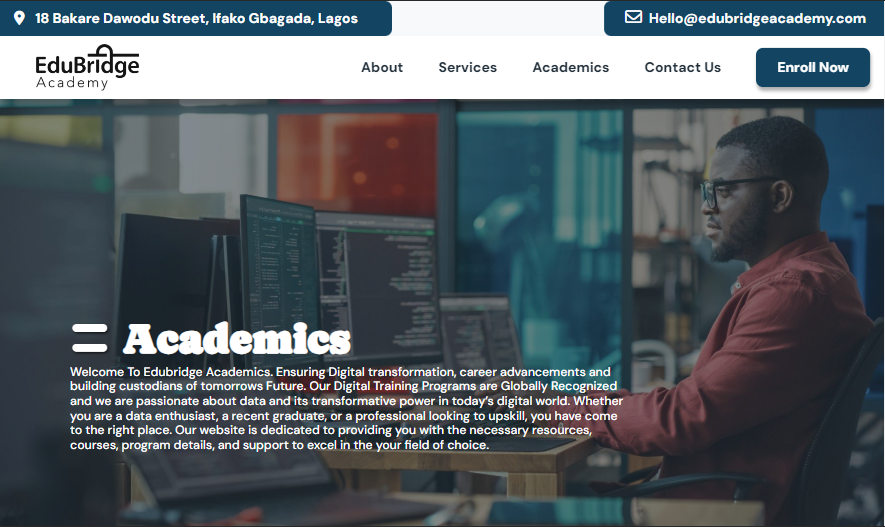 18 Bakare Dawodu Street, Ifako Gbagada, Lagos
Hello@edubridgeacademy.com
EduBridge
Academy
About
Services
Academics
Contact Us
Enroll Now
Academics
Welcome To Edubridge Academics. Ensuring Digital transformation, career advancements and
building custodians of tomorrows Future. Our Digital Training Programs are Globally Recognized
and we are passionate about data and its transformative power in today's digital world. Whether
you are a data enthusiast, a recent graduate, or a professional looking to upskill, you have come
to the right place. Our website is dedicated to providing you with the necessary resources,
courses, program details, and support to excel in the your field of choice.